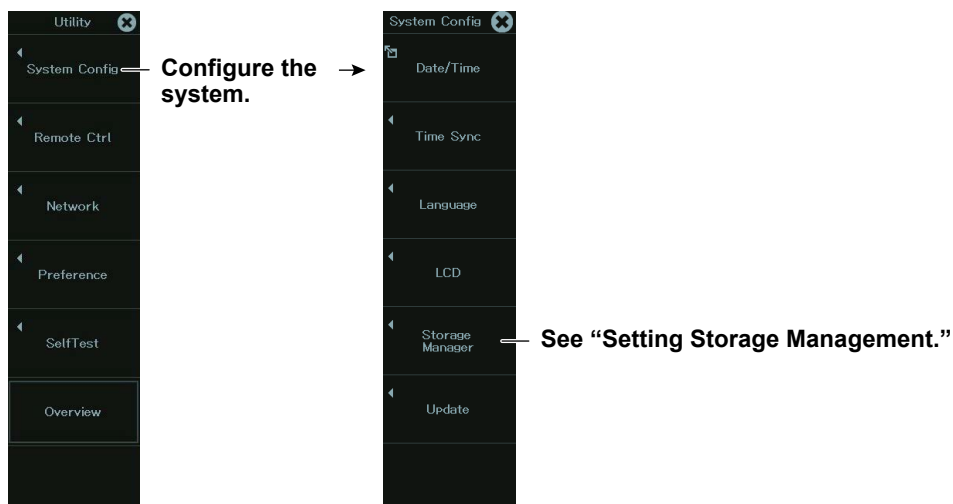 Utility
System Config
Remote Ctrl
Network
Preference
SelfTest
Overview
Configure the
system.
System Config
Date/Time
Time Sync
Language
LCD
Storage
Manager
Update
See “Setting Storage Management.”